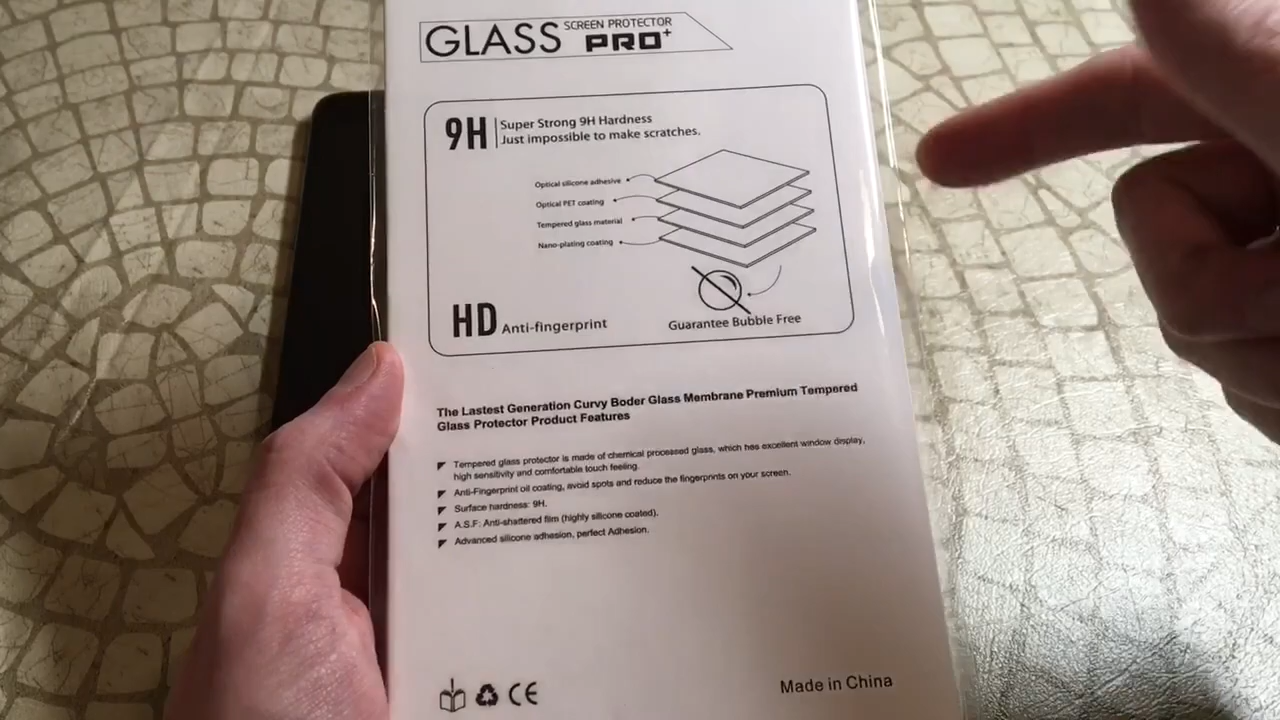 GLASS SCREEN PROTECTOR
PRO+
9H Super Strong 9H Hardness
Just impossible to make scratches.
Optical silicone adhesive
Optical PET coating
Tempered glass material
Nano-plating coating
HD Anti-fingerprint
Guarantee Bubble Free
The Lastest Generation Curvy Boder Glass Membrane Premium Tempered
Glass Protector Product Features
Tempered glass protector is made of chemical processed glass, which has excellent window display,
high sensitivity and comfortable touch feeling.
Anti-Fingerprint oil coating, avoid spots and reduce the fingerprints on your screen.
Surface hardness: 9H.
A.S.F: Anti-shattered film (highly silicone coated).
Advanced silicone adhesion, perfect Adhesion.
CE
Made in China